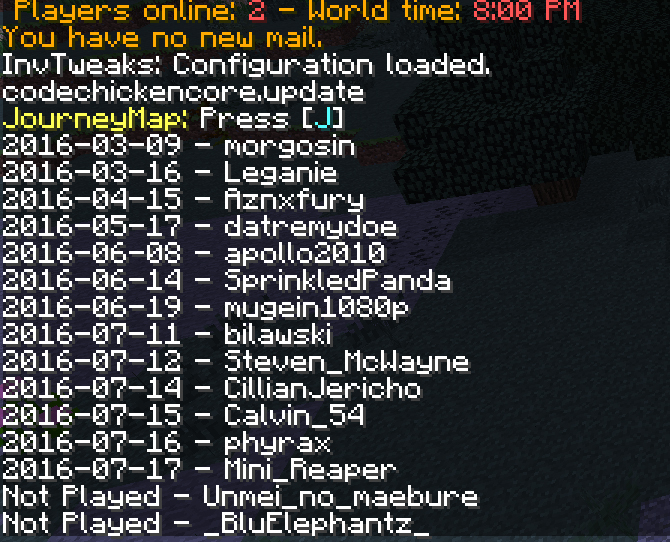 Players online: 2 - World time: 8:00 PM
You have no new mail.
InvTweaks: Configuration loaded.
codechickencore.update
JourneyMap: Press [J]
2016-03-09 - morgosin
2016-03-16 - Leganie
2016-04-15 - Aznxfury
2016-05-17 - datremydoe
2016-06-08 - apollo2010
2016-06-14 - SprinkledPanda
2016-06-19 - mugein1080p
2016-07-11 - bilawski
2016-07-12 - Steven_McWayne
2016-07-14 - CillianJericho
2016-07-15 - Calvin_54
2016-07-16 - phyrax
2016-07-17 - Mini_Reaper
Not Played - Unmei_no_maebure
Not Played - _BluElephantz_